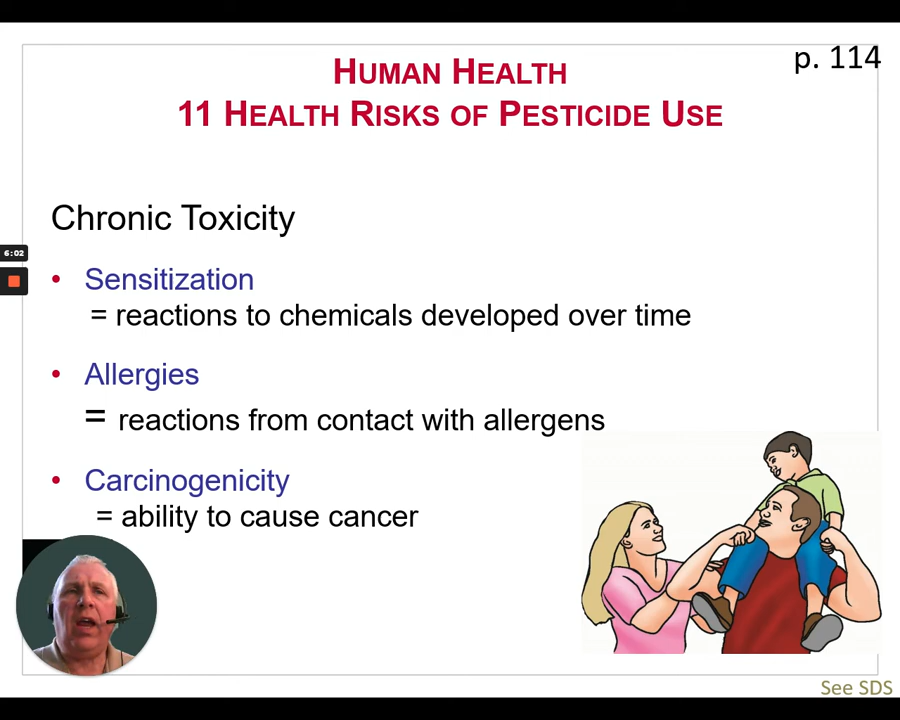 p. 114
HUMAN HEALTH
11 HEALTH RISKS OF PESTICIDE USE
Chronic Toxicity
6:02
• Sensitization
= reactions to chemicals developed over time
• Allergies
= reactions from contact with allergens
• Carcinogenicity
= ability to cause cancer
See SDS